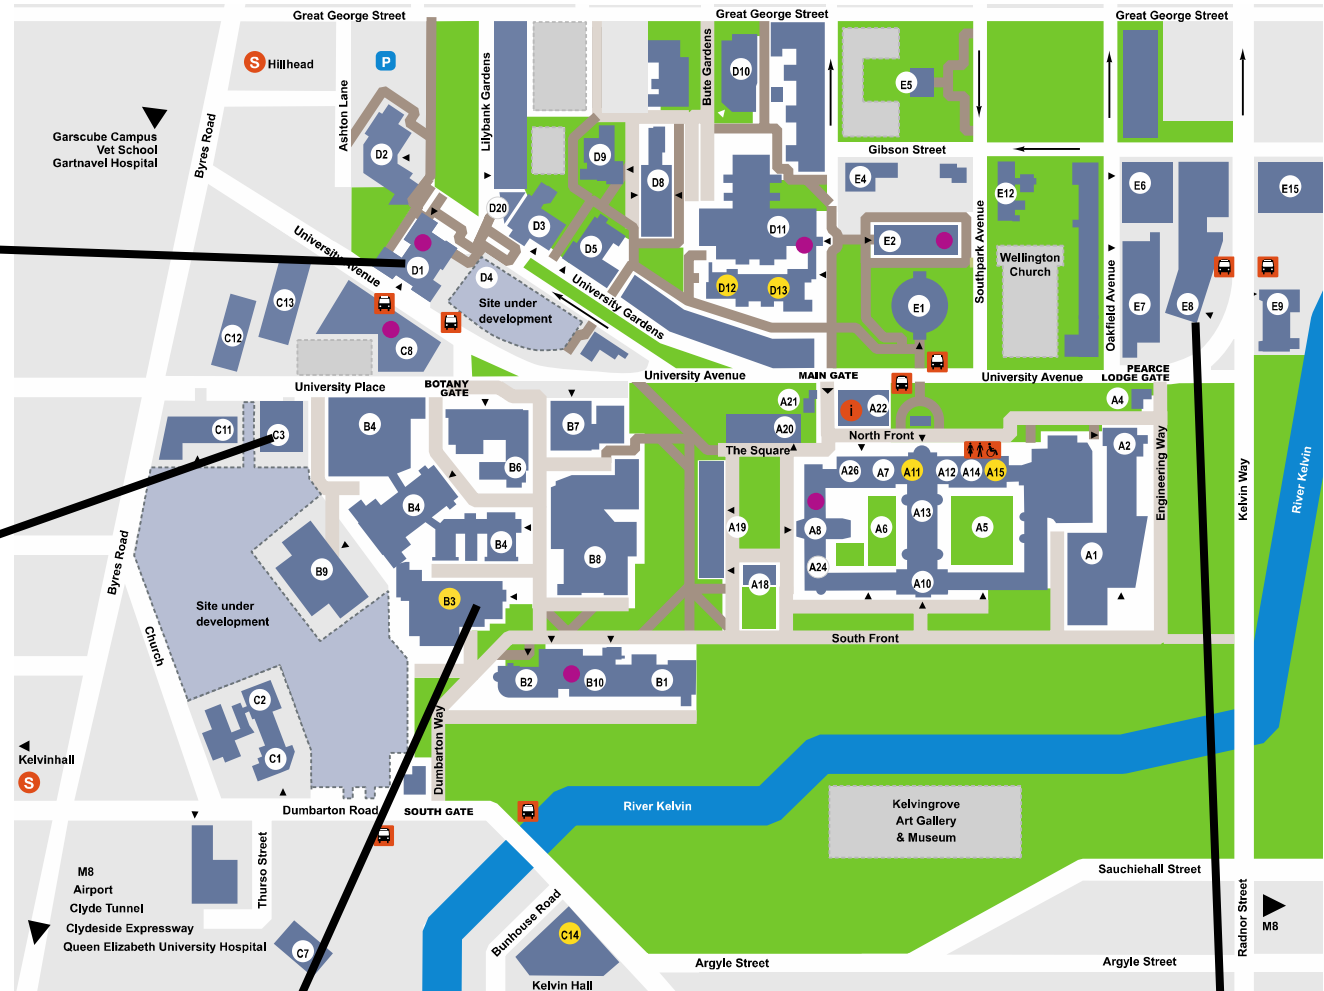 Great George Street
Great George Street
Great George Street
S Hillhead
P
Ashton Lane
Lilybank Gardens
Bute Gardens
D10
E5
Garscube Campus
Vet School
Gartnavel Hospital
Byres Road
D2
D9
D8
Gibson Street
E4
E12
E6
E15
D20
D3
D5
D11
E2
Southpark Avenue
Wellington
Church
Oakfield Avenue
University Avenue
D1
D4
Site under
development
University Gardens
D12
D13
E1
E7
E8
E9
C13
C12
C8
River Kelvin
University Place
BOTANY
GATE
University Avenue
MAIN GATE
University Avenue
PEARCE
LODGE GATE
C11
C3
B4
B7
A21
A20
i
A22
A4
North Front
The Square
B6
A26
A7
A11
A12
A14
A15
A2
Engineering Way
Kelvin Way
B4
B4
B8
A19
A8
A6
A13
A5
A1
Byres Road
B9
A24
A10
A18
B3
Site under
development
Church
South Front
B2
B10
B1
C2
C1
Dumbarton Way
Kelvinhall
S
Dumbarton Road
SOUTH GATE
River Kelvin
Kelvingrove
Art Gallery
& Museum
Thurso Street
M8
Airport
Clyde Tunnel
Clydeside Expressway
Queen Elizabeth University Hospital
C7
Bunhouse Road
C14
Kelvin Hall
Argyle Street
Sauchiehall Street
Argyle Street
Radnor Street
M8